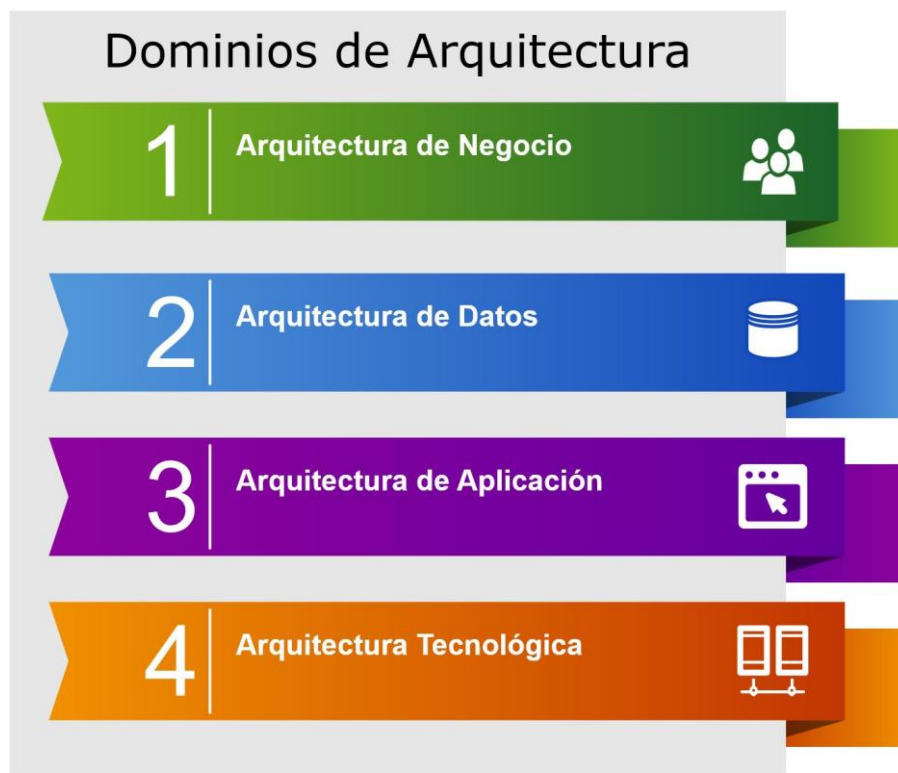 Dominios de Arquitectura
1 Arquitectura de Negocio
2 Arquitectura de Datos
3 Arquitectura de Aplicación
4 Arquitectura Tecnológica